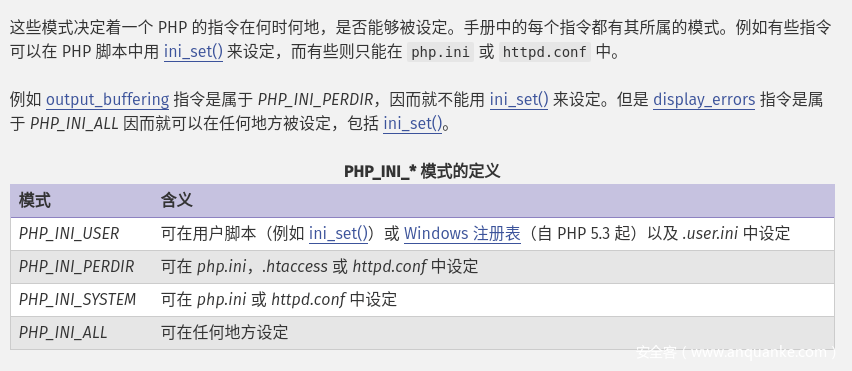 这些模式决定着一个 PHP 的指令在何时何地，是否能够被设定。手册中的每个指令都有其所属的模式。例如有些指令
可以在 PHP 脚本中用 ini_set() 来设定，而有些则只能在 php.ini 或 httpd.conf 中。
例如 output_buffering 指令是属于 PHP_INI_PERDIR，因而就不能用 ini_set() 来设定。但是 display_errors 指令是属
于 PHP_INI_ALL 因而就可以在任何地方被设定，包括 ini_set()。
PHP_INI_* 模式的定义
模式 含义
PHP_INI_USER 可在用户脚本（例如 ini_set()）或 Windows 注册表（自 PHP 5.3 起）以及 .user.ini 中设定
PHP_INI_PERDIR 可在 php.ini，.htaccess 或 httpd.conf 中设定
PHP_INI_SYSTEM 可在 php.ini 或 httpd.conf 中设定
PHP_INI_ALL 可在任何地方设定
安全客（www.anquanke.com）